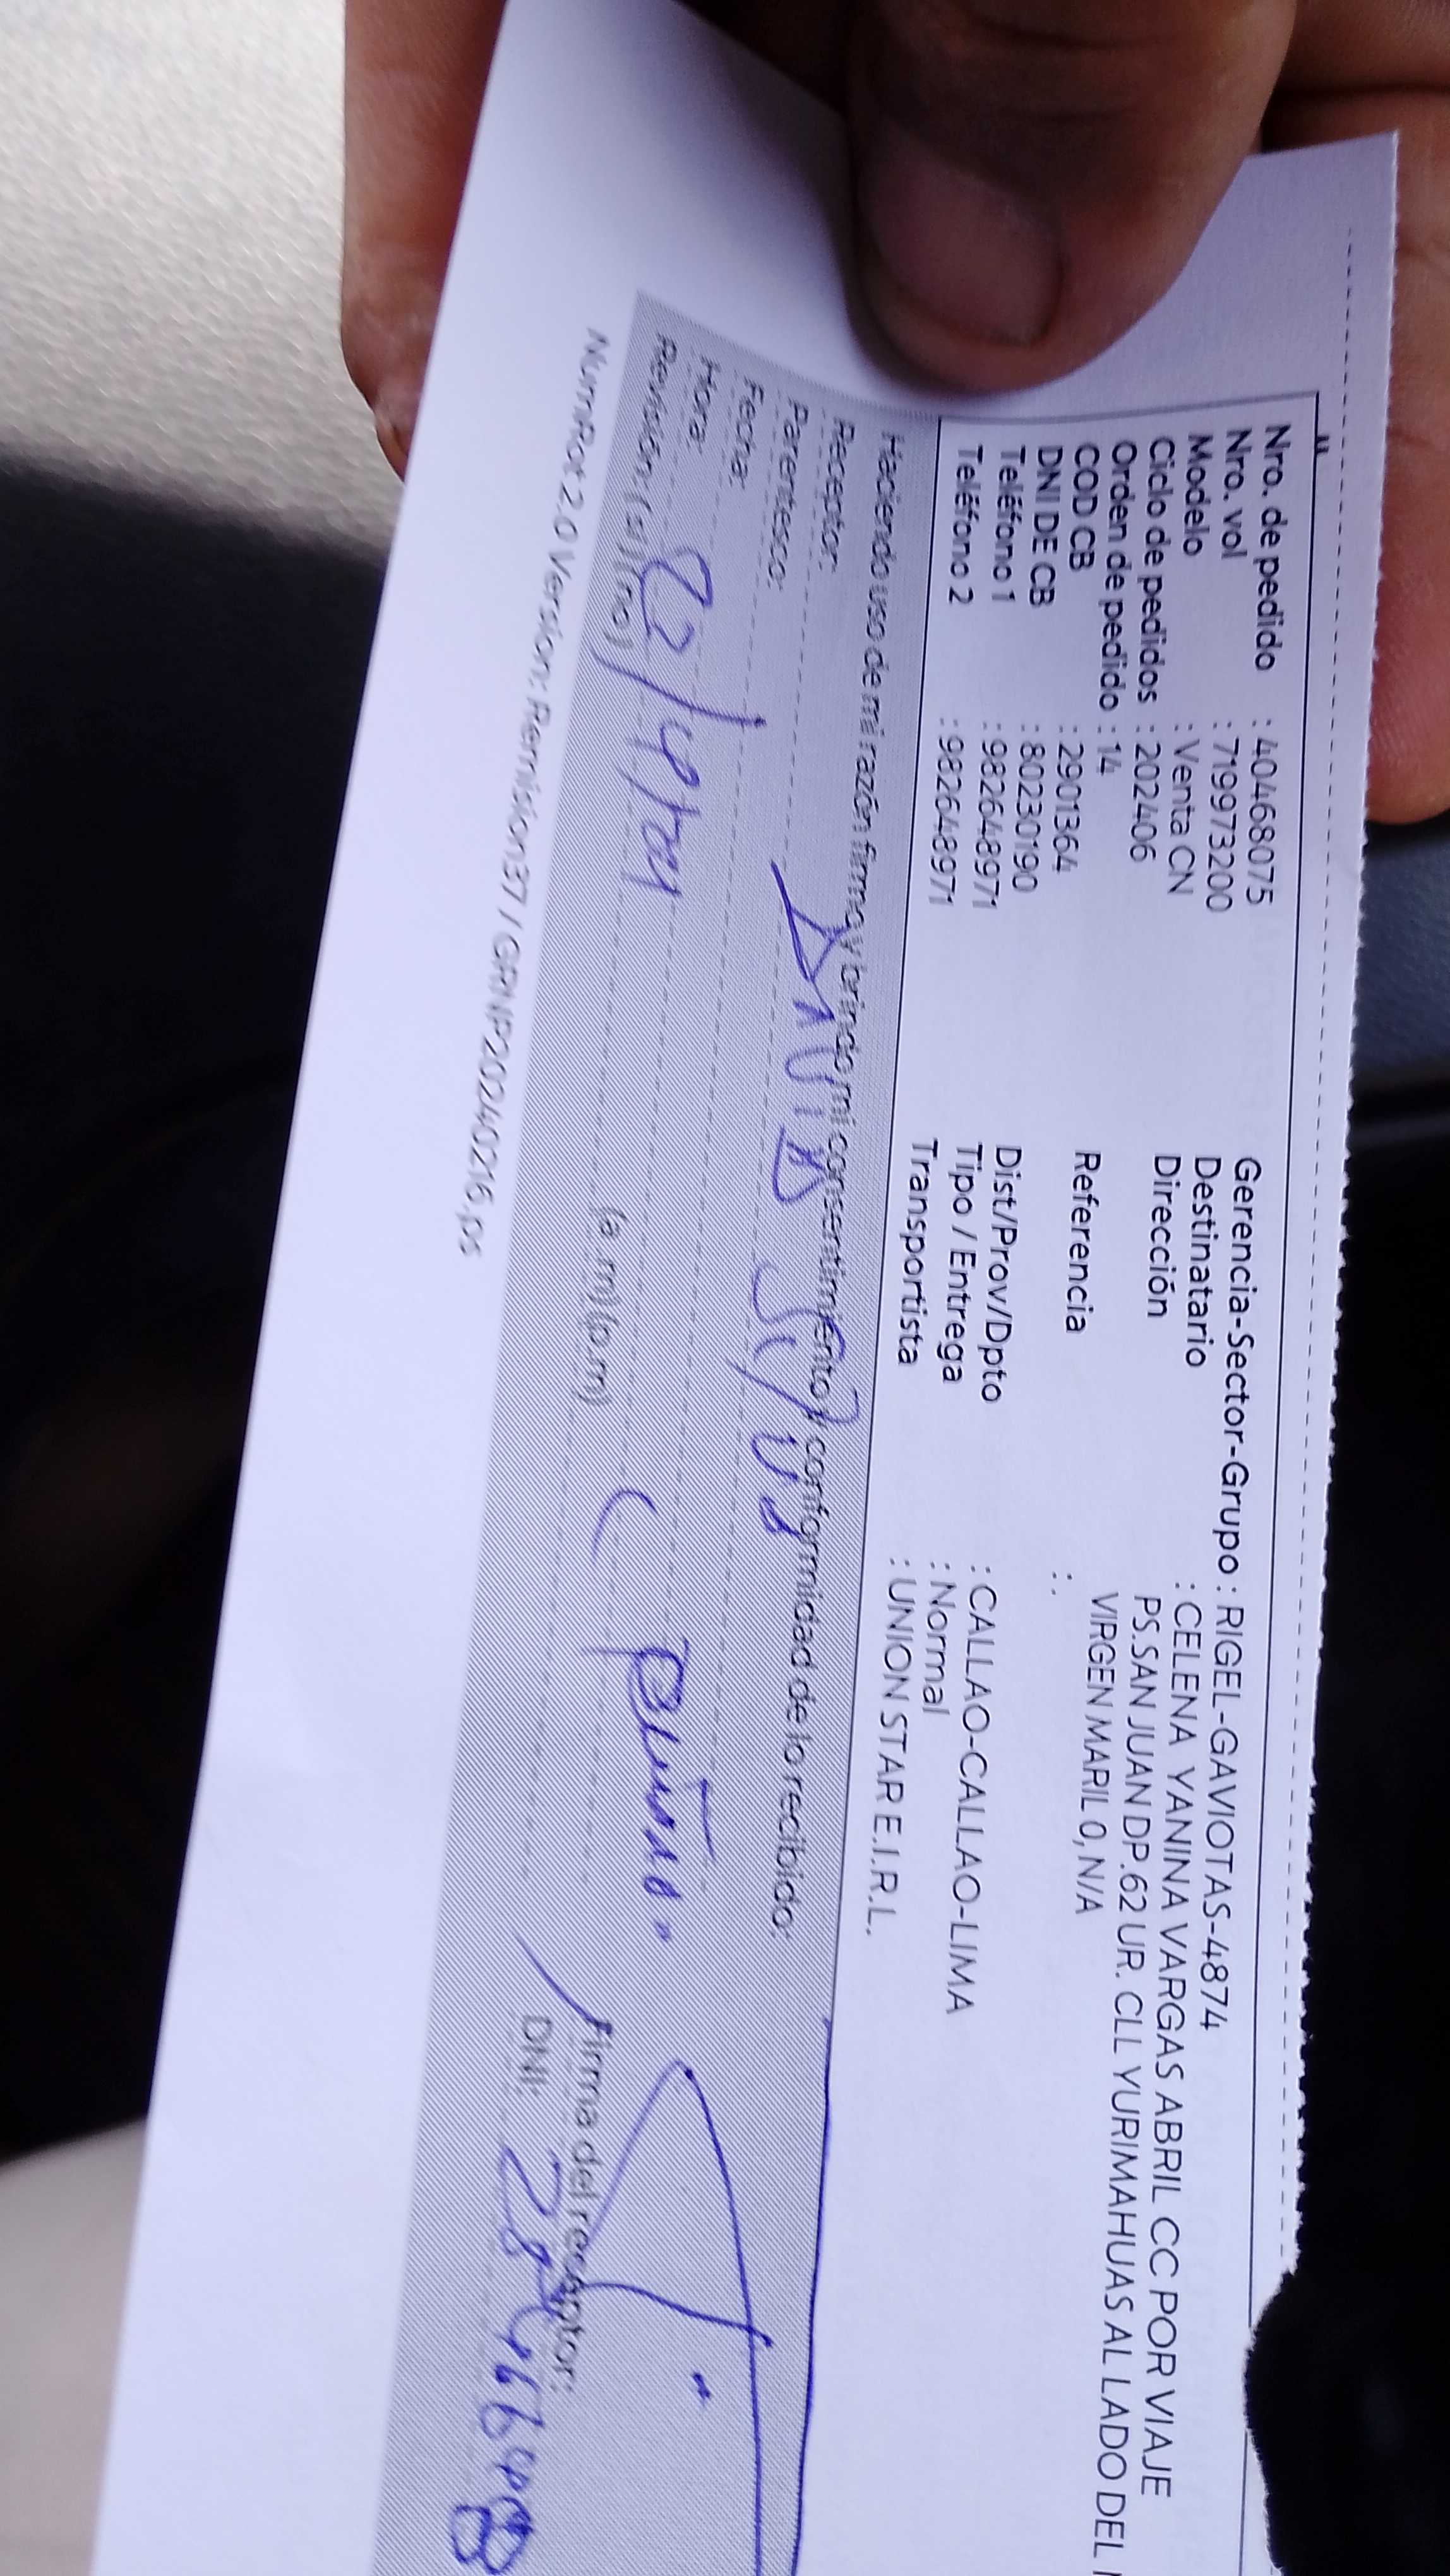 Nro. de pedido : 40468075
Nro. vol : 719973200
Modelo : Venta CN
Ciclo de pedidos : 202406
Orden de pedido : 14
COD CB : 2901364
DNI DE CB : 80230190
Teléfono 1 : 982648971
Teléfono 2 : 982648971
Gerencia-Sector-Grupo : RIGEL-GAVIOTAS-4874
Destinatario : CELENA YANINA VARGAS ABRIL CC POR VIAJE
Dirección PS.SAN JUAN DP.62 UR. CLL YURIMAHUAS AL LADO DEL
VIRGEN MARIL 0, N/A
Referencia : .
Dist/Prov/Dpto : CALLAO-CALLAO-LIMA
Tipo / Entrega : Normal
Transportista : UNION STAR E.I.R.L.
Haciendo uso de mi razón firmo y brindo mi consentimiento y conformidad de lo recibido:
Receptor:
Parentesco:
Fecha:
Hora: (a.m)(p.m)
Revisión: (si) (no)
Firma del receptor:
DNI:
NumRot 2.0 Version: Remision37 / GRNP20240216.ps